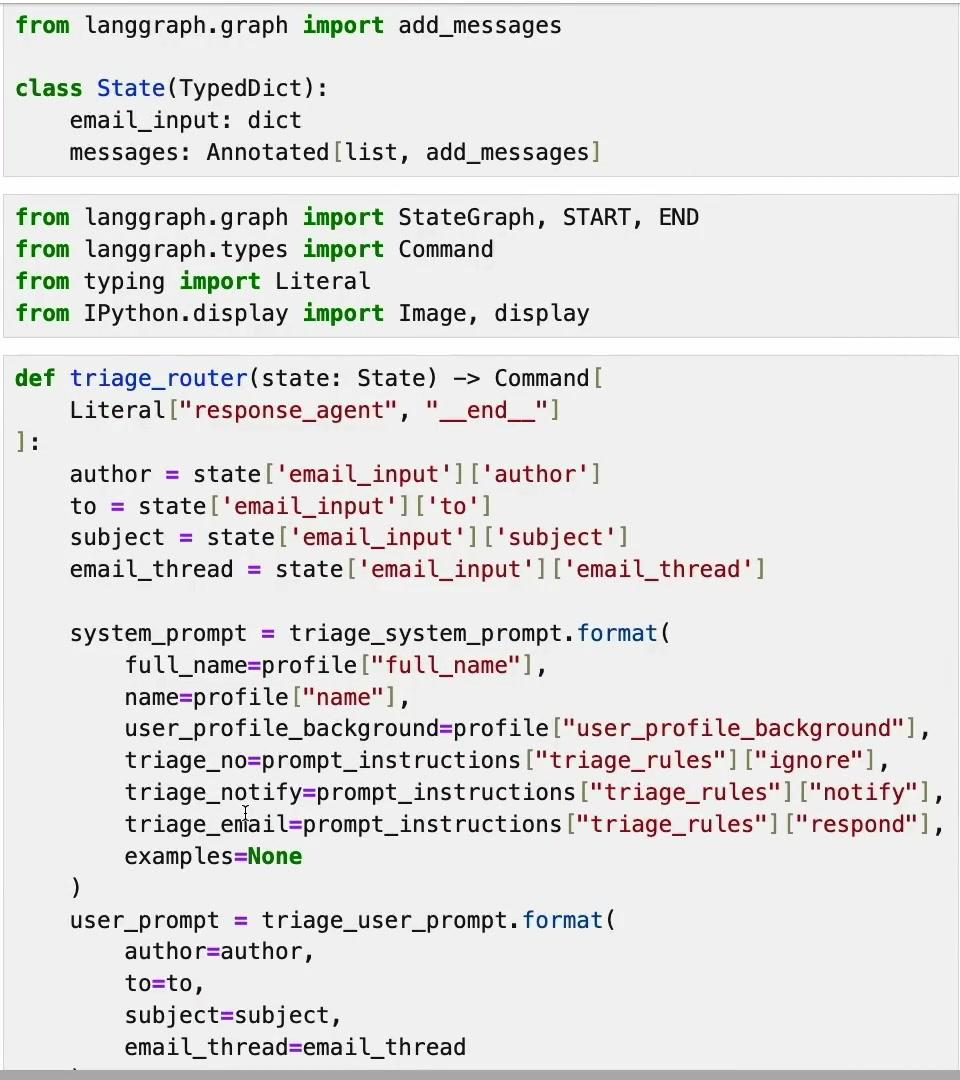 from langgraph.graph import add_messages
class State(TypedDict):
    email_input: dict
    messages: Annotated[list, add_messages]
from langgraph.graph import StateGraph, START, END
from langgraph.types import Command
from typing import Literal
from IPython.display import Image, display
def triage_router(state: State) -> Command[
    Literal["response_agent", "__end__"]
]:
    author = state['email_input']['author']
    to = state['email_input']['to']
    subject = state['email_input']['subject']
    email_thread = state['email_input']['email_thread']
    system_prompt = triage_system_prompt.format(
        full_name=profile["full_name"],
        name=profile["name"],
        user_profile_background=profile["user_profile_background"],
        triage_no=prompt_instructions["triage_rules"]["ignore"],
        triage_notify=prompt_instructions["triage_rules"]["notify"],
        triage_email=prompt_instructions["triage_rules"]["respond"],
        examples=None
    )
    user_prompt = triage_user_prompt.format(
        author=author,
        to=to,
        subject=subject,
        email_thread=email_thread